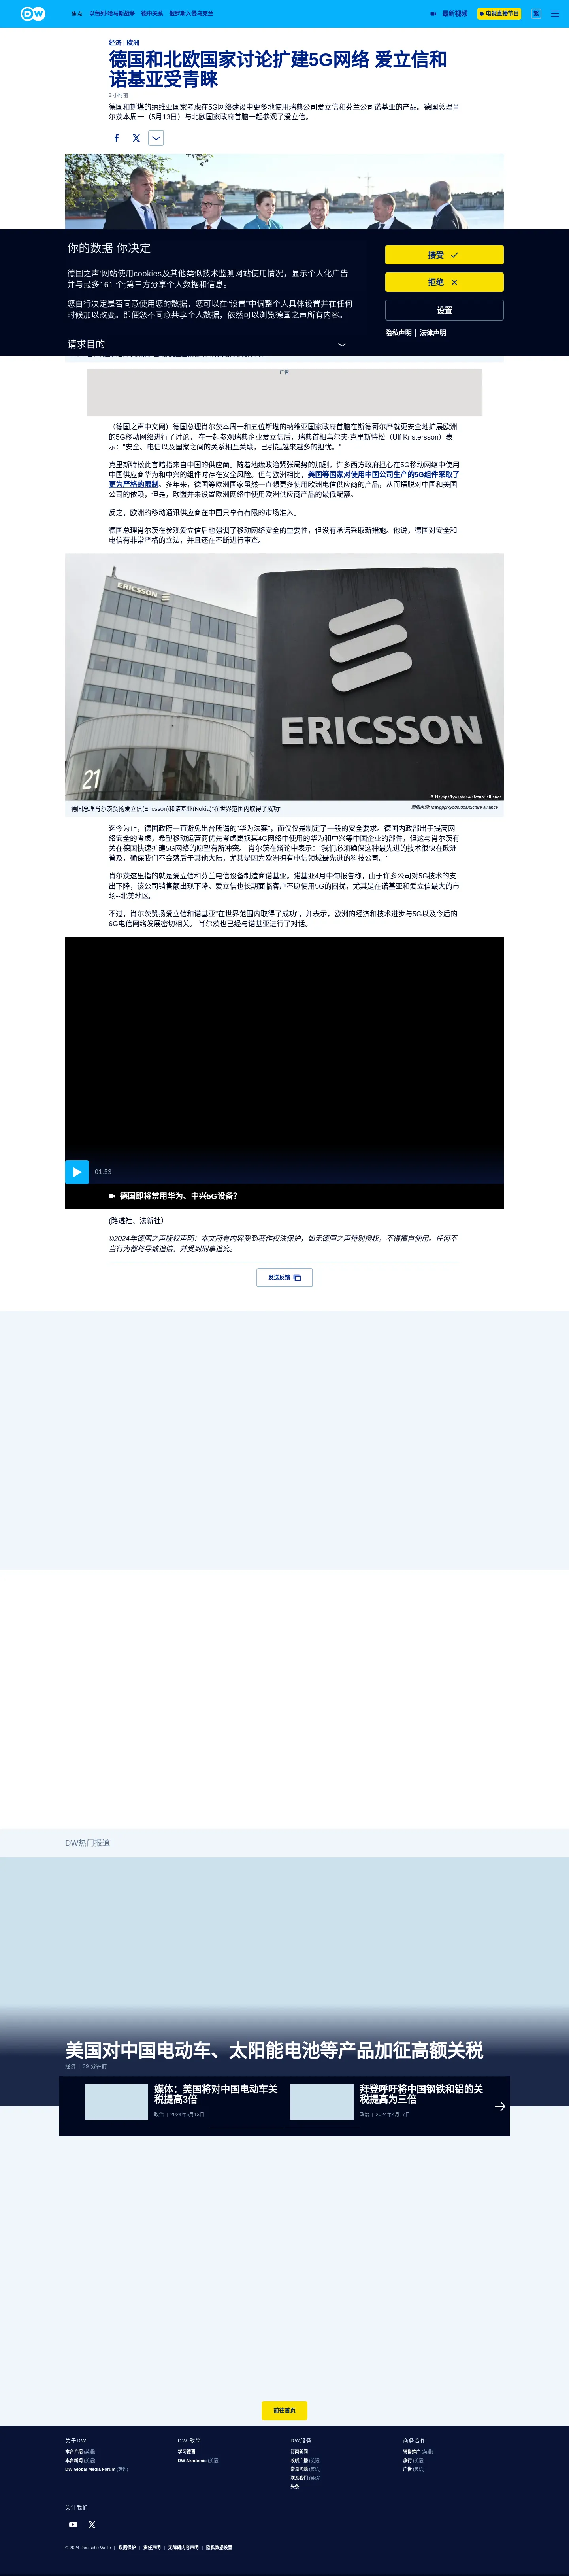 DW
焦点
以色列-哈马斯战争
德中关系
俄罗斯入侵乌克兰
最新视频
电视直播节目
繁
经济 | 欧洲
德国和北欧国家讨论扩建5G网络 爱立信和
诺基亚受青睐
2 小时前
德国和斯堪的纳维亚国家考虑在5G网络建设中更多地使用瑞典公司爱立信和芬兰公司诺基亚的产品。德国总理肖
尔茨本周一（5月13日）与北欧国家政府首脑一起参观了爱立信。
你的数据 你决定
德国之声'网站使用cookies及其他类似技术监测网站使用情况，显示个人化广告
并与最多161 个;第三方分享个人数据和信息。
您自行决定是否同意使用您的数据。您可以在"设置"中调整个人具体设置并在任何
时候加以改变。即便您不同意共享个人数据，依然可以浏览德国之声所有内容。
请求目的
接受
拒绝
设置
隐私声明 | 法律声明
广告
（德国之声中文网）德国总理肖尔茨本周一和五位斯堪的纳维亚国家政府首脑在斯德哥尔摩就更安全地扩展欧洲
的5G移动网络进行了讨论。 在一起参观瑞典企业爱立信后，瑞典首相乌尔夫·克里斯特松（Ulf Kristersson）表
示："安全、电信以及国家之间的关系相互关联，已引起越来越多的担忧。"
克里斯特松此言暗指来自中国的供应商。随着地缘政治紧张局势的加剧，许多西方政府担心在5G移动网络中使用
中国供应商华为和中兴的组件时存在安全风险。但与欧洲相比，美国等国家对使用中国公司生产的5G组件采取了
更为严格的限制。多年来，德国等欧洲国家虽然一直想更多使用欧洲电信供应商的产品，从而摆脱对中国和美国
公司的依赖，但是，欧盟并未设置欧洲网络中使用欧洲供应商产品的最低配额。
反之，欧洲的移动通讯供应商在中国只享有有限的市场准入。
德国总理肖尔茨在参观爱立信后也强调了移动网络安全的重要性，但没有承诺采取新措施。他说，德国对安全和
电信有非常严格的立法，并且还在不断进行审查。
ERICSSON
ERICSSON
21
© Maxppp/kyodo/dpa/picture alliance
德国总理肖尔茨赞扬爱立信(Ericsson)和诺基亚(Nokia)"在世界范围内取得了成功"
图像来源: Maxppp/kyodo/dpa/picture alliance
迄今为止，德国政府一直避免出台所谓的"华为法案"，而仅仅是制定了一般的安全要求。德国内政部出于提高网
络安全的考虑，希望移动运营商优先考虑更换其4G网络中使用的华为和中兴等中国企业的部件，但这与肖尔茨有
关在德国快速扩建5G网络的愿望有所冲突。 肖尔茨在辩论中表示："我们必须确保这种最先进的技术很快在欧洲
普及，确保我们不会落后于其他大陆，尤其是因为欧洲拥有电信领域最先进的科技公司。"
肖尔茨这里指的就是爱立信和芬兰电信设备制造商诺基亚。诺基亚4月中旬报告称，由于许多公司对5G技术的支
出下降，该公司销售额出现下降。爱立信也长期面临客户不愿使用5G的困扰，尤其是在诺基亚和爱立信最大的市
场--北美地区。
不过，肖尔茨赞扬爱立信和诺基亚"在世界范围内取得了成功"，并表示，欧洲的经济和技术进步与5G以及今后的
6G电信网络发展密切相关。 肖尔茨也已经与诺基亚进行了对话。
01:53
德国即将禁用华为、中兴5G设备？
(路透社、法新社）
©2024年德国之声版权声明：本文所有内容受到著作权法保护，如无德国之声特别授权，不得擅自使用。任何不
当行为都将导致追偿，并受到刑事追究。
发送反馈
DW热门报道
美国对中国电动车、太阳能电池等产品加征高额关税
经济 | 39 分钟前
媒体：美国将对中国电动车关
税提高3倍
政治 | 2024年5月13日
拜登呼吁将中国钢铁和铝的关
税提高为三倍
政治 | 2024年4月17日
前往首页
关于DW
本台介绍 (英语)
本台新闻 (英语)
DW Global Media Forum (英语)
DW 教学
学习德语
DW Akademie (英语)
DW服务
订阅新闻
收听广播 (英语)
常见问题 (英语)
联系我们 (英语)
头条
商务合作
销售推广 (英语)
旅行 (英语)
广告 (英语)
关注我们
© 2024 Deutsche Welle | 数据保护 | 责任声明 | 无障碍内容声明 | 隐私数据设置